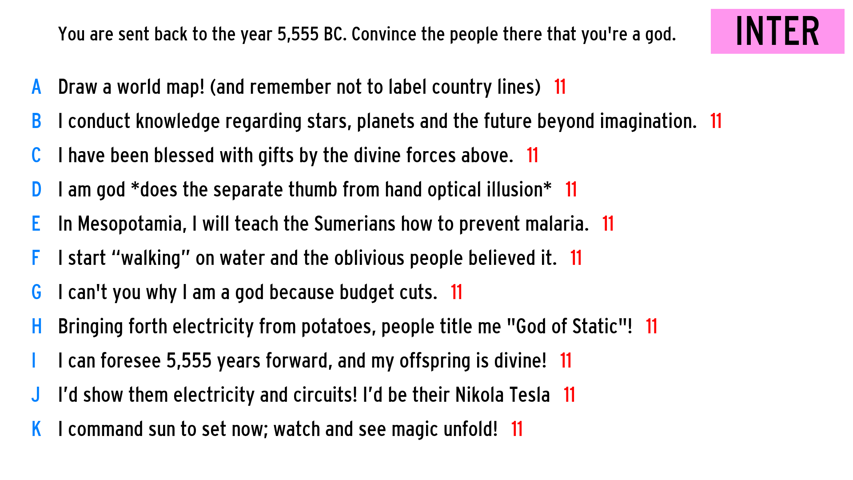 You are sent back to the year 5,555 BC. Convince the people there that you're a god.
INTER
A Draw a world map! (and remember not to label country lines) 11
B I conduct knowledge regarding stars, planets and the future beyond imagination. 11
C I have been blessed with gifts by the divine forces above. 11
D I am god *does the separate thumb from hand optical illusion* 11
E In Mesopotamia, I will teach the Sumerians how to prevent malaria. 11
F I start “walking” on water and the oblivious people believed it. 11
G I can't you why I am a god because budget cuts. 11
H Bringing forth electricity from potatoes, people title me "God of Static"! 11
I I can foresee 5,555 years forward, and my offspring is divine! 11
J I’d show them electricity and circuits! I’d be their Nikola Tesla 11
K I command sun to set now; watch and see magic unfold! 11